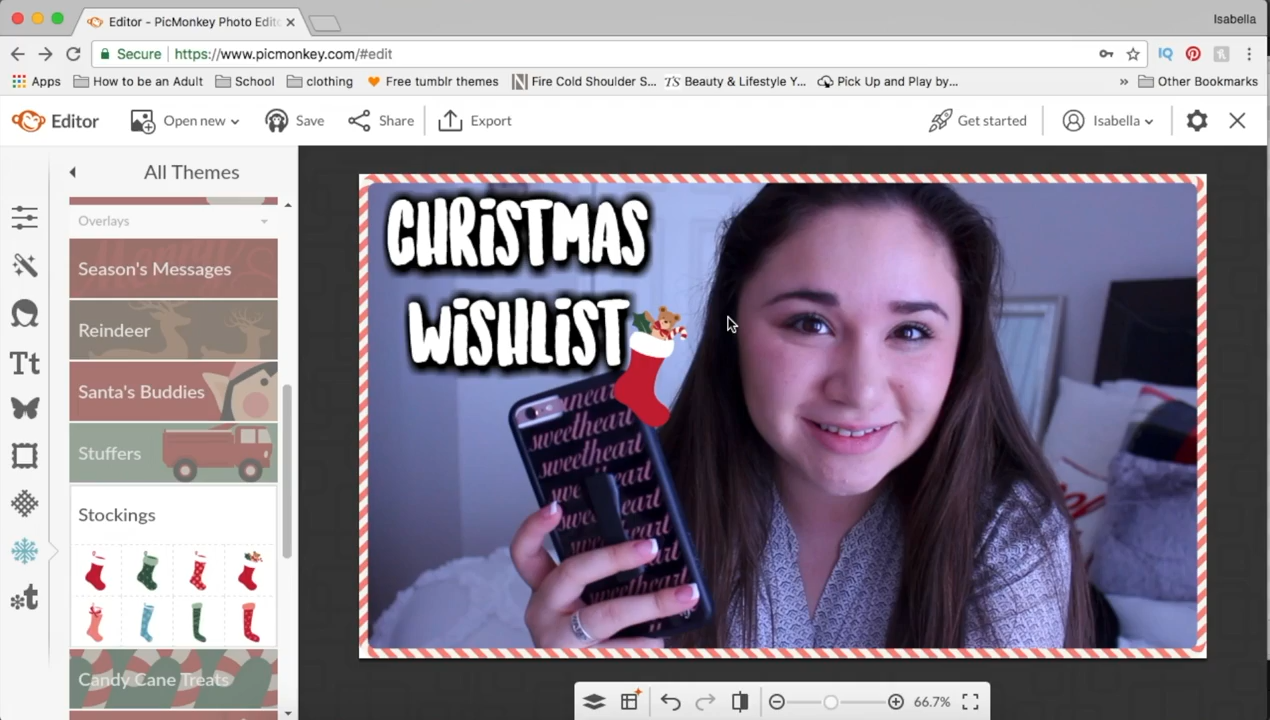 Editor - PicMonkey Photo Edit
Isabella
Secure https://www.picmonkey.com/#edit
IQ
Apps How to be an Adult School clothing Free tumblr themes Fire Cold Shoulder S... TS Beauty & Lifestyle Y... Pick Up and Play by... » Other Bookmarks
Editor Open new Save Share Export Get started Isabella
All Themes
Overlays
Season's Messages
Reindeer
Santa's Buddies
Stuffers
Stockings
Candy Cane Treats
Tt
t
CHRiSTMAS
WiSHLiST
sweetheart
sweetheart
66.7%